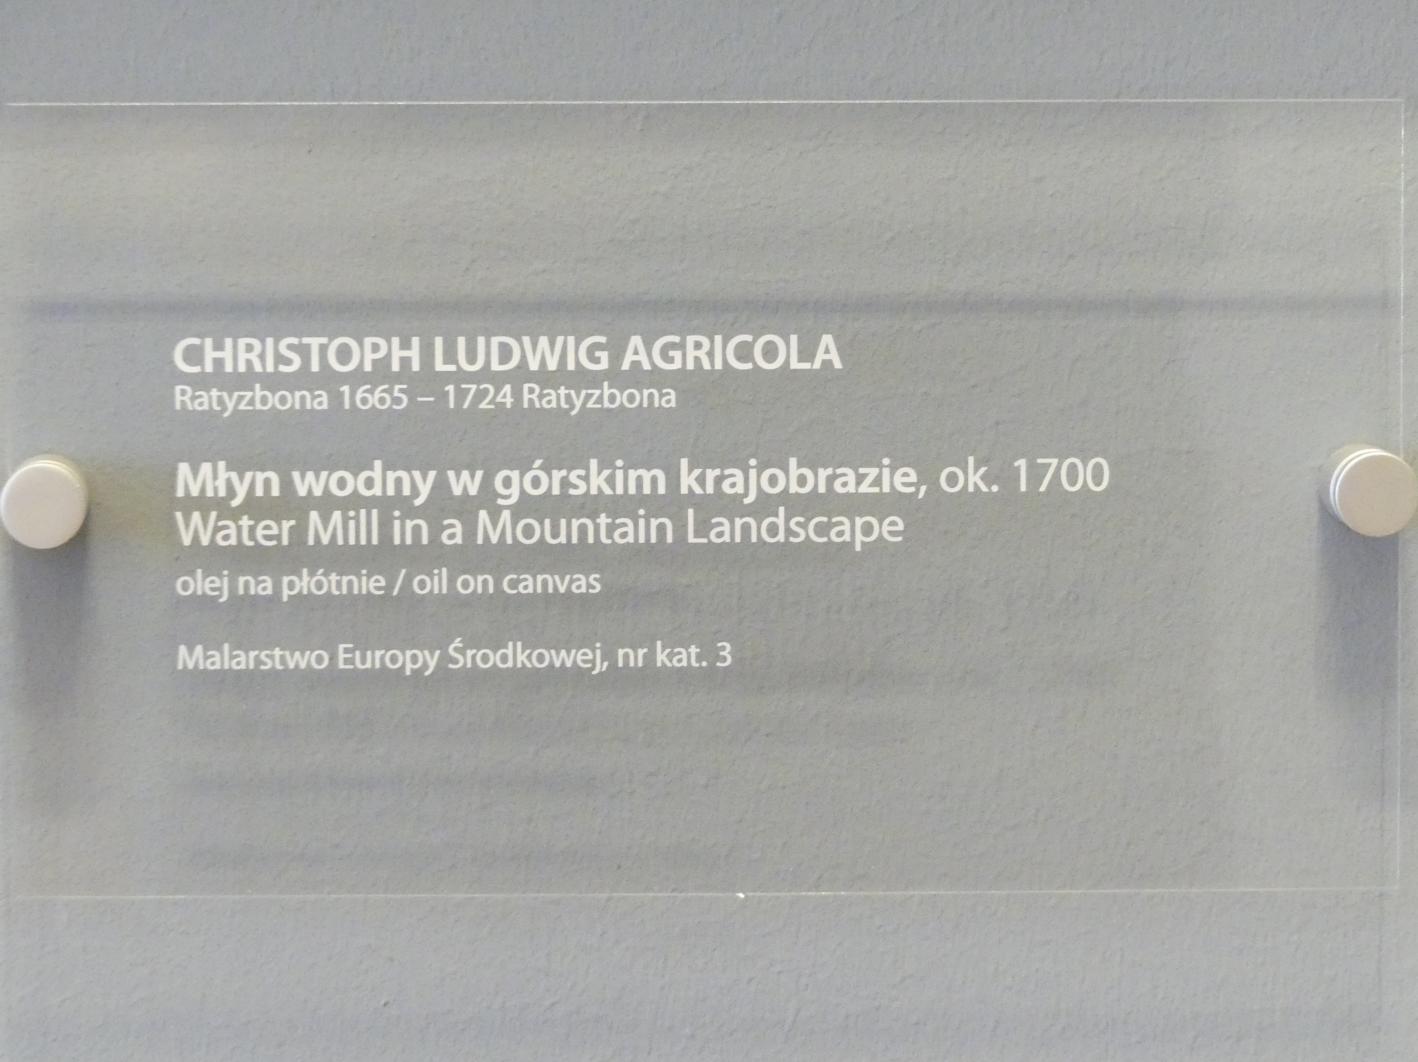 CHRISTOPH LUDWIG AGRICOLA
Ratyzbona 1665 – 1724 Ratyzbona
Młyn wodny w górskim krajobrazie, ok. 1700
Water Mill in a Mountain Landscape
olej na płótnie / oil on canvas
Malarstwo Europy Środkowej, nr kat. 3